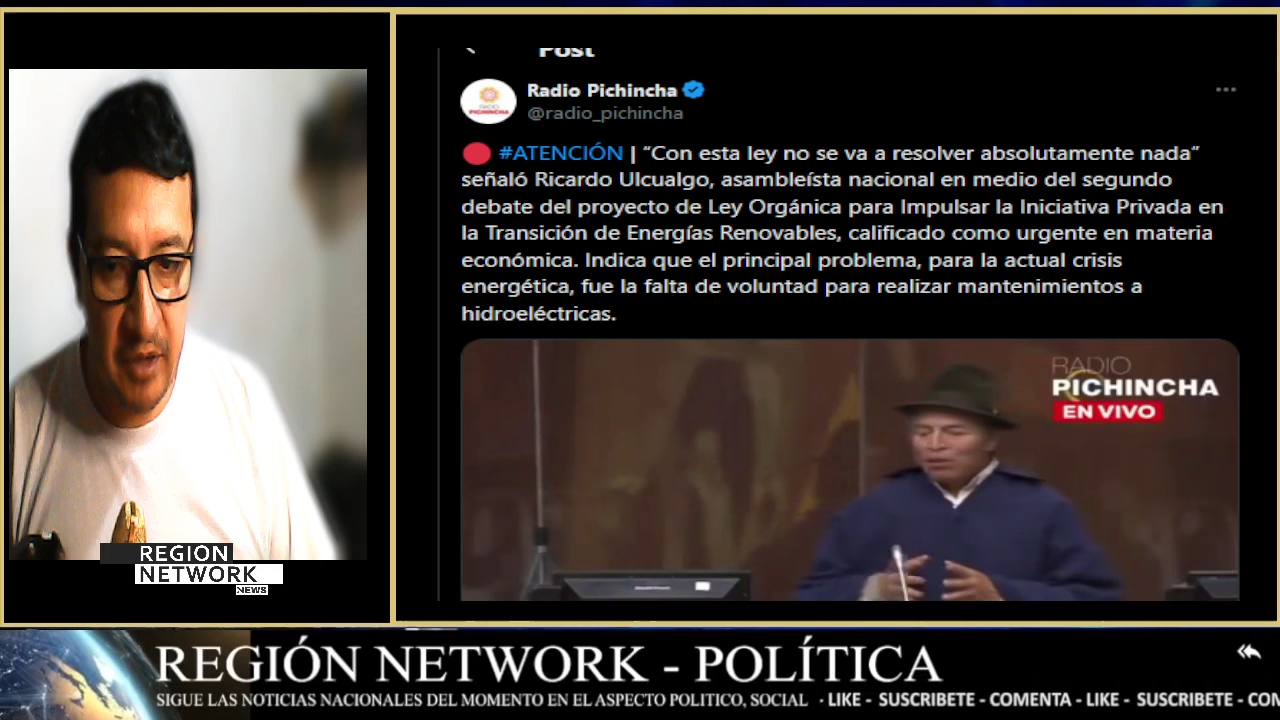 Post
Radio Pichincha
@radio_pichincha
#ATENCIÓN | “Con esta ley no se va a resolver absolutamente nada”
señaló Ricardo Ulcualgo, asambleísta nacional en medio del segundo
debate del proyecto de Ley Orgánica para Impulsar la Iniciativa Privada en
la Transición de Energías Renovables, calificado como urgente en materia
económica. Indica que el principal problema, para la actual crisis
energética, fue la falta de voluntad para realizar mantenimientos a
hidroeléctricas.
RADIO
PICHINCHA
EN VIVO
REGION
NETWORK
NEWS
REGIÓN NETWORK - POLÍTICA
SIGUE LAS NOTICIAS NACIONALES DEL MOMENTO EN EL ASPECTO POLITICO, SOCIAL · LIKE - SUSCRIBETE - COMENTA - LIKE - SUSCRIBETE - CON